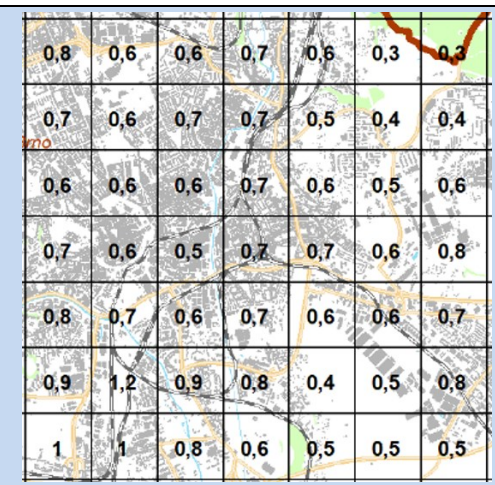 0,8 0,6 0,6 0,7 0,6 0,3 0,3
0,7 0,6 0,7 0,7 0,5 0,4 0,4
mo
0,6 0,6 0,6 0,7 0,6 0,5 0,6
0,7 0,6 0,5 0,7 0,7 0,6 0,8
0,8 0,7 0,6 0,7 0,6 0,6 0,7
0,9 1,2 0,9 0,8 0,4 0,5 0,8
1 1 0,8 0,6 0,5 0,5 0,5